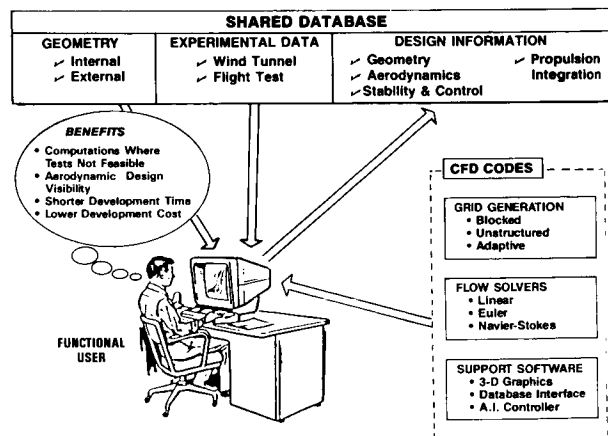 SHARED DATABASE
GEOMETRY
✓ Internal
✓ External
EXPERIMENTAL DATA
✓ Wind Tunnel
✓ Flight Test
DESIGN INFORMATION
✓ Geometry
✓ Aerodynamics
✓ Stability & Control
✓ Propulsion
Integration
BENEFITS
• Computations Where
Tests Not Feasible
• Aerodynamic Design
Visibility
• Shorter Development Time
• Lower Development Cost
FUNCTIONAL
USER
CFD CODES
GRID GENERATION
• Blocked
• Unstructured
• Adaptive
FLOW SOLVERS
• Linear
• Euler
• Navier-Stokes
SUPPORT SOFTWARE
• 3-D Graphics
• Database Interface
• A.I. Controller